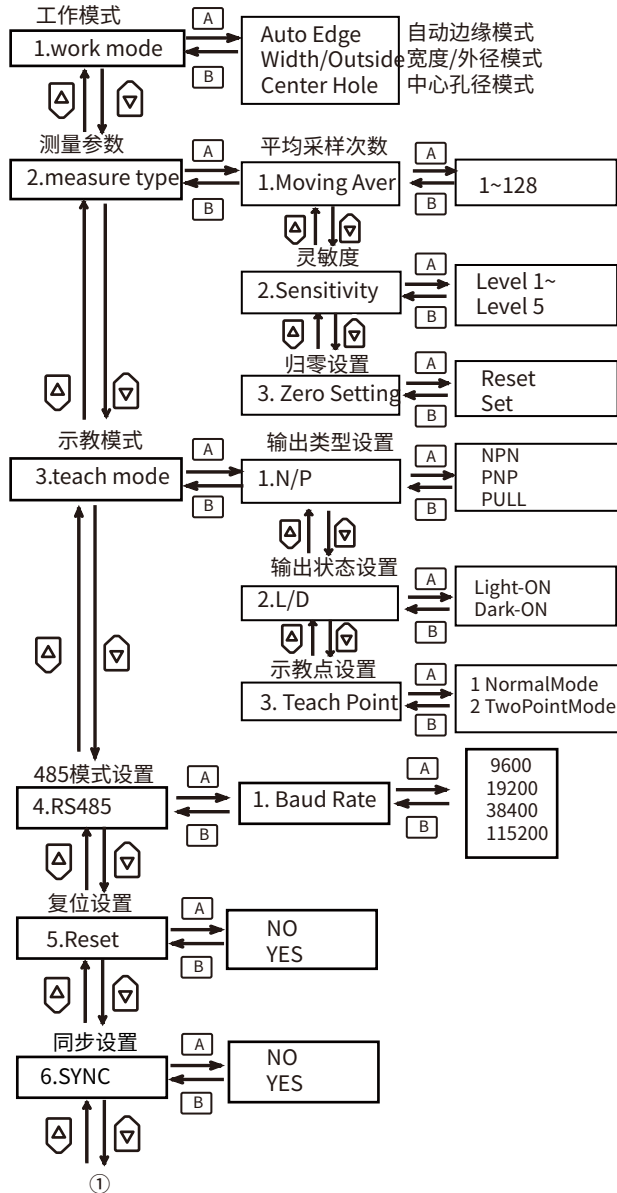 工作模式
A
1.work mode
B
Auto Edge
Width/Outside
Center Hole
自动边缘模式
宽度/外径模式
中心孔径模式
测量参数
A
2.measure type
B
平均采样次数
1.Moving Aver
A
B
1~128
灵敏度
2.Sensitivity
A
B
Level 1~
Level 5
归零设置
3. Zero Setting
A
B
Reset
Set
示教模式
A
3.teach mode
B
输出类型设置
1.N/P
A
B
NPN
PNP
PULL
输出状态设置
2.L/D
A
B
Light-ON
Dark-ON
示教点设置
3. Teach Point
A
B
1 NormalMode
2 TwoPointMode
485模式设置
A
4.RS485
B
1. Baud Rate
A
B
9600
19200
38400
115200
复位设置
A
5.Reset
B
NO
YES
同步设置
A
6.SYNC
B
NO
YES
①